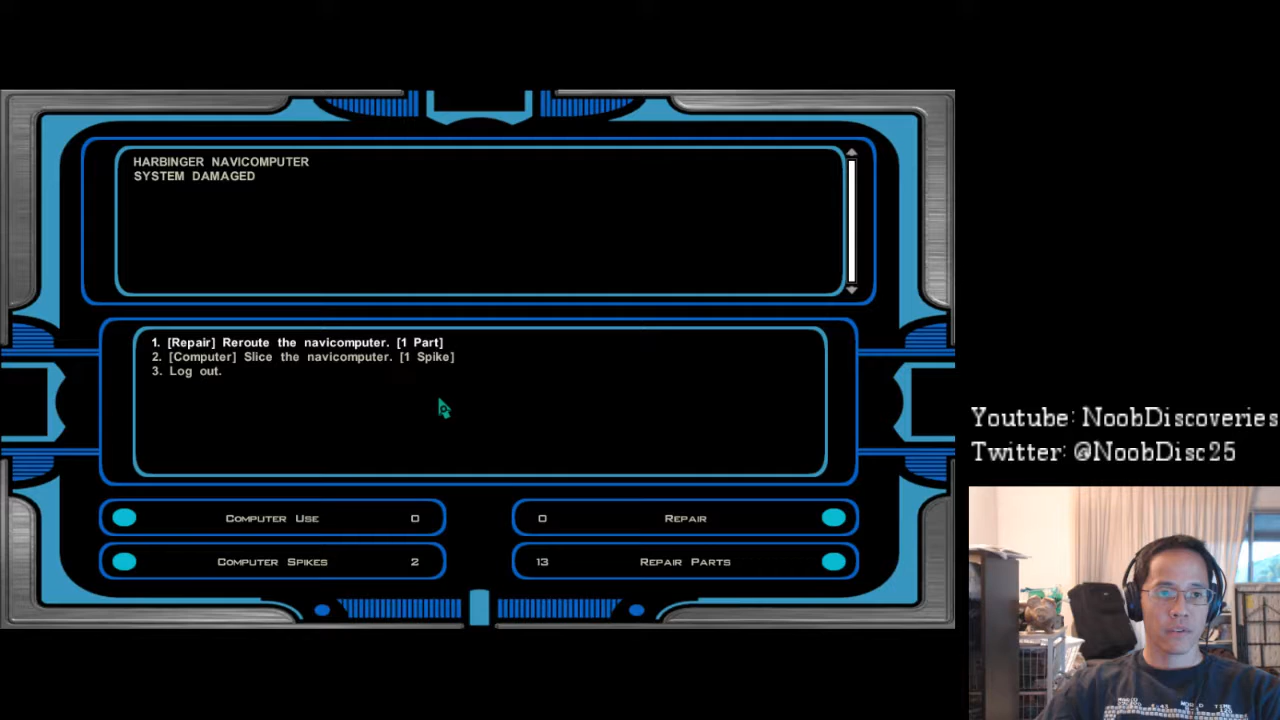 HARBINGER NAVICOMPUTER
SYSTEM DAMAGED
1. [Repair] Reroute the navicomputer. [1 Part]
2. [Computer] Slice the navicomputer. [1 Spike]
3. Log out.
Youtube: NoobDiscoveries
Twitter: @NoobDisc25
COMPUTER USE 0
0 REPAIR
COMPUTER SPIKES 2
13 REPAIR PARTS